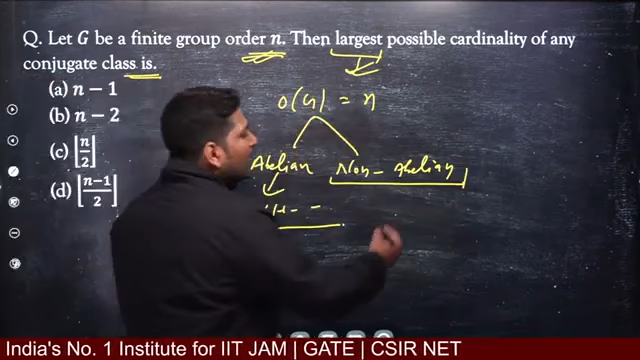 Q. Let G be a finite group order n. Then largest possible cardinality of any
conjugate class is.
(a) n − 1
(b) n − 2
(c) ⌊n/2⌋
(d) ⌊(n−1)/2⌋
O(G) = n
Abelian Non-Abelian
India's No. 1 Institute for IIT JAM | GATE | CSIR NET